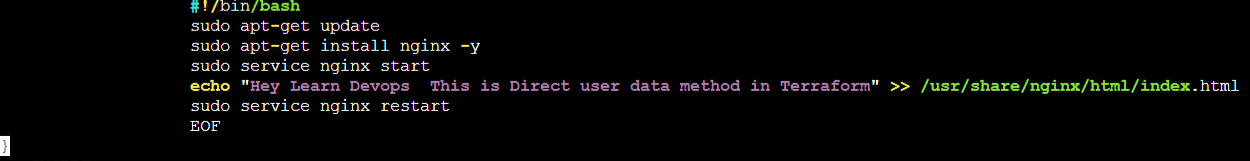 #!/bin/bash
sudo apt-get update
sudo apt-get install nginx -y
sudo service nginx start
echo "Hey Learn Devops  This is Direct user data method in Terraform" >> /usr/share/nginx/html/index.html
sudo service nginx restart
EOF
}